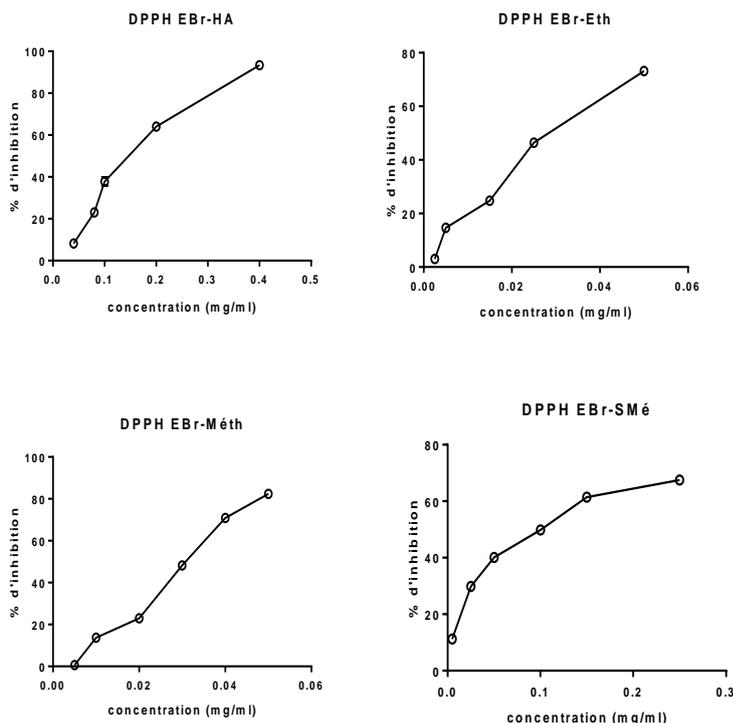 DPPH EBr-HA
100
80
60
40
20
0
% d'inhibition
0.0 0.1 0.2 0.3 0.4 0.5
concentration (mg/ml)
DPPH EBr-Eth
80
60
40
20
0
% d'inhibition
0.00 0.02 0.04 0.06
concentration (mg/ml)
DPPH EBr-Méth
100
80
60
40
20
0
% d'inhibition
0.00 0.02 0.04 0.06
concentration (mg/ml)
DPPH EBr-SMé
80
60
40
20
0
% d'inhibition
0.0 0.1 0.2 0.3
concentration (mg/ml)